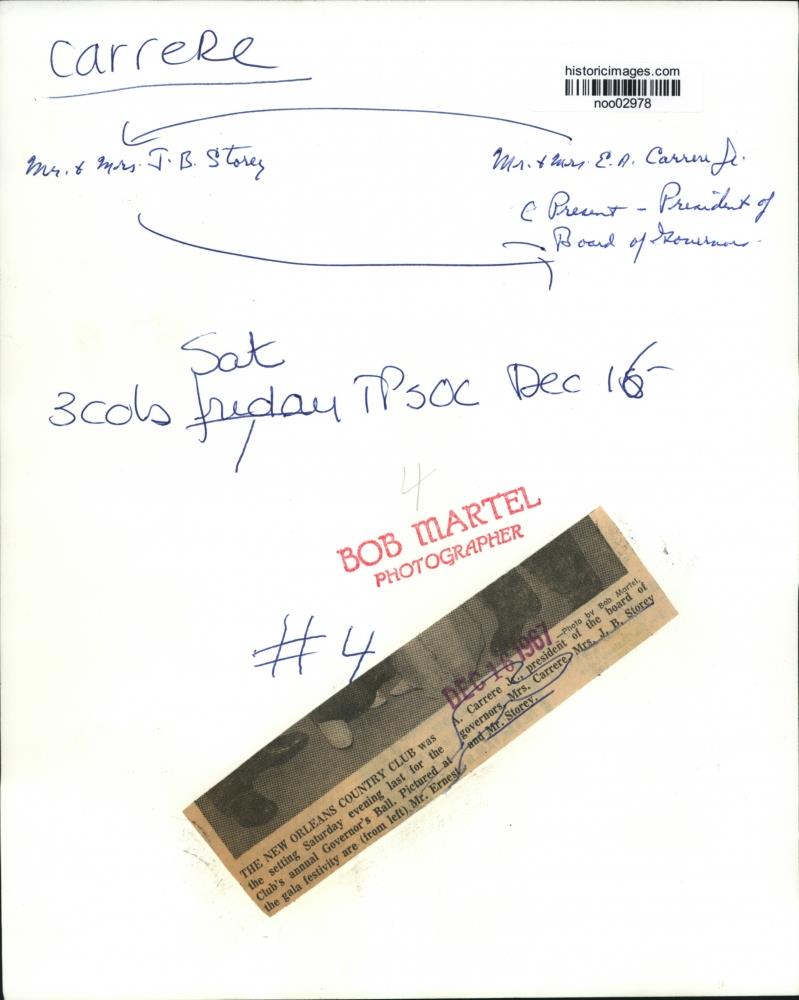 Carrere
historicimages.com
noo02978
Mr. & Mrs. J. B. Storey
Mr. & Mrs. E. A. Carrere Jr.
C Present - President of
Board of Governors.
Sat
3 cols friday TPSOC Dec 16
4
BOB MARTEL
PHOTOGRAPHER
#4
DEC 16 1967
THE NEW ORLEANS COUNTRY CLUB was
the setting Saturday evening last for the
Club's annual Governor's Ball. Pictured at
the gala festivity are (from left) Mr. Ernest
—Photo by Bob Martel.
A. Carrere Jr., president of the board of
governors, Mrs. Carrere, Mrs. J. B. Storey
and Mr. Storey.